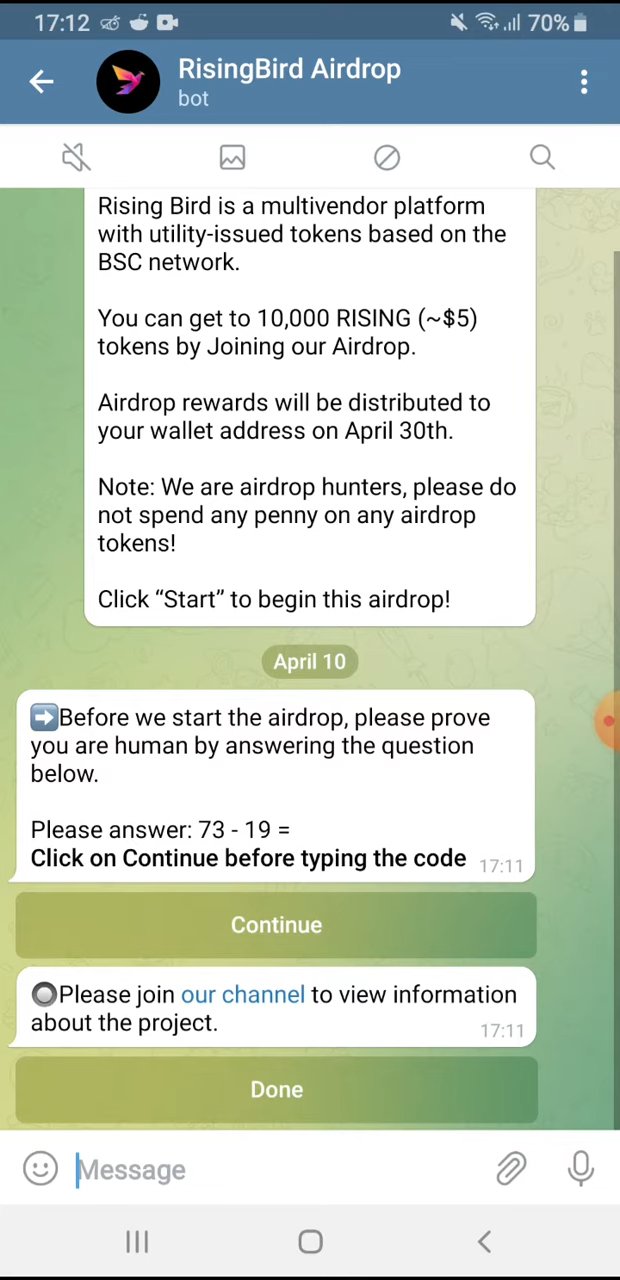 17:12
70%
RisingBird Airdrop
bot
Rising Bird is a multivendor platform
with utility-issued tokens based on the
BSC network.
You can get to 10,000 RISING (~$5)
tokens by Joining our Airdrop.
Airdrop rewards will be distributed to
your wallet address on April 30th.
Note: We are airdrop hunters, please do
not spend any penny on any airdrop
tokens!
Click “Start” to begin this airdrop!
April 10
➡️Before we start the airdrop, please prove
you are human by answering the question
below.
Please answer: 73 - 19 =
Click on Continue before typing the code
17:11
Continue
🔘Please join our channel to view information
about the project.
17:11
Done
Message